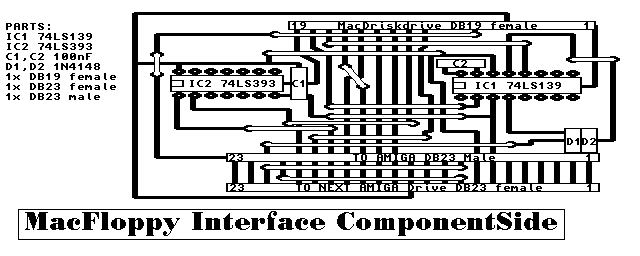 PARTS:
IC1 74LS139
IC2 74LS393
C1,C2 100nF
D1,D2 1N4148
1x DB19 female
1x DB23 female
1x DB23 male
19 MacDriskdrive DB19 female 1
C2
IC2 74LS393
C1
IC1 74LS139
D1D2
23 TO AMIGA DB23 Male 1
23 TO NEXT AMIGA Drive DB23 female 1
MacFloppy Interface ComponentSide